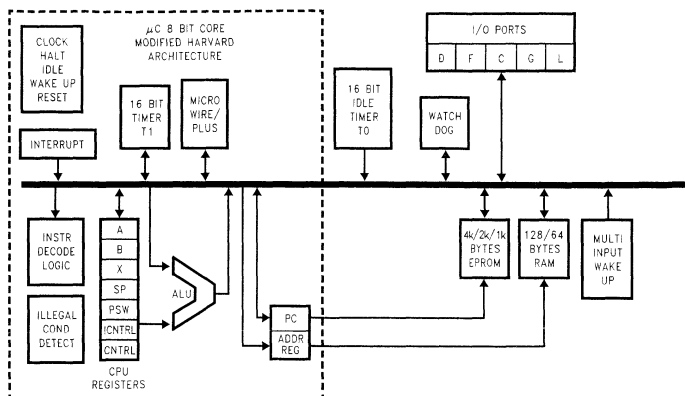 µC 8 BIT CORE
MODIFIED HARVARD
ARCHITECTURE
CLOCK
HALT
IDLE
WAKE UP
RESET
INTERRUPT
16 BIT
TIMER
T1
MICRO
WIRE/
PLUS
16 BIT
IDLE
TIMER
T0
WATCH
DOG
I/O PORTS
D F C G L
INSTR
DECODE
LOGIC
ILLEGAL
COND
DETECT
A
B
X
SP
PSW
ICNTRL
CNTRL
CPU
REGISTERS
ALU
PC
ADDR
REG
4k/2k/1k
BYTES
EPROM
128/64
BYTES
RAM
MULTI
INPUT
WAKE
UP